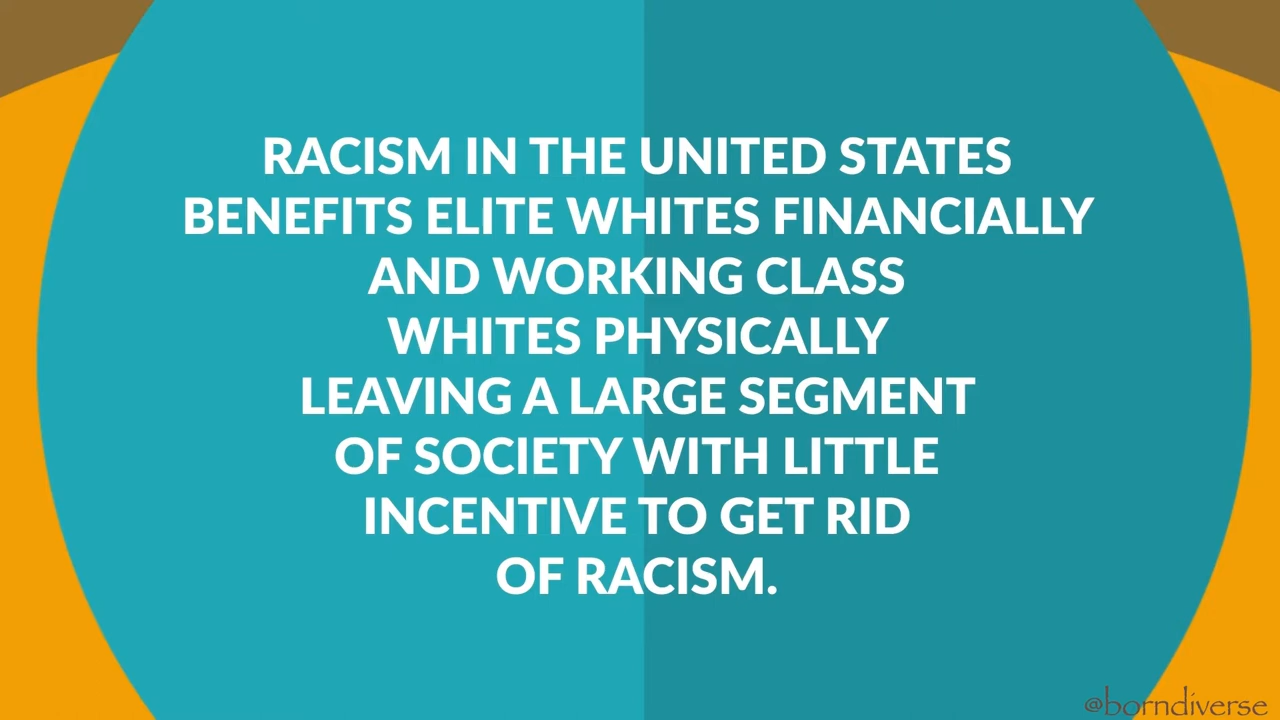 RACISM IN THE UNITED STATES
BENEFITS ELITE WHITES FINANCIALLY
AND WORKING CLASS
WHITES PHYSICALLY
LEAVING A LARGE SEGMENT
OF SOCIETY WITH LITTLE
INCENTIVE TO GET RID
OF RACISM.
@borndiverse